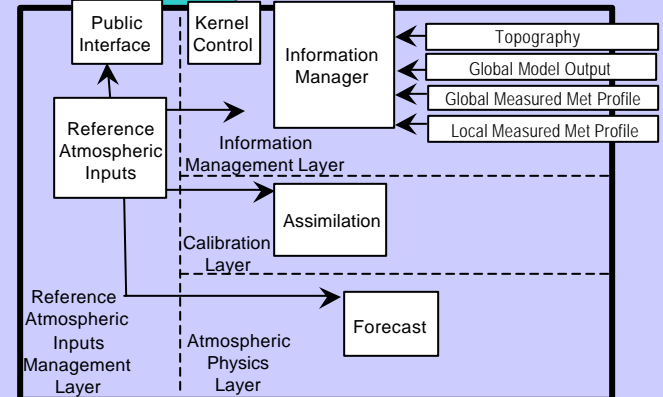 Public
Interface
Kernel
Control
Information
Manager
Topography
Global Model Output
Global Measured Met Profile
Local Measured Met Profile
Reference
Atmospheric
Inputs
Information
Management Layer
Assimilation
Calibration
Layer
Reference
Atmospheric
Inputs
Management
Layer
Forecast
Atmospheric
Physics
Layer